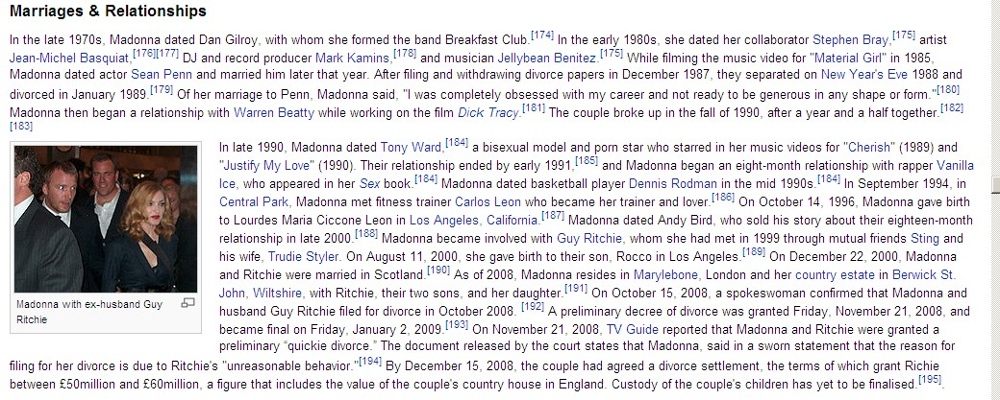 Marriages & Relationships
In the late 1970s, Madonna dated Dan Gilroy, with whom she formed the band Breakfast Club.[174] In the early 1980s, she dated her collaborator Stephen Bray,[175] artist
Jean-Michel Basquiat,[176][177] DJ and record producer Mark Kamins,[178] and musician Jellybean Benitez.[175] While filming the music video for "Material Girl" in 1985,
Madonna dated actor Sean Penn and married him later that year. After filing and withdrawing divorce papers in December 1987, they separated on New Year's Eve 1988 and
divorced in January 1989.[179] Of her marriage to Penn, Madonna said, "I was completely obsessed with my career and not ready to be generous in any shape or form."[180]
Madonna then began a relationship with Warren Beatty while working on the film Dick Tracy.[181] The couple broke up in the fall of 1990, after a year and a half together.[182]
[183]
In late 1990, Madonna dated Tony Ward,[184] a bisexual model and porn star who starred in her music videos for "Cherish" (1989) and
"Justify My Love" (1990). Their relationship ended by early 1991,[185] and Madonna began an eight-month relationship with rapper Vanilla
Ice, who appeared in her Sex book.[184] Madonna dated basketball player Dennis Rodman in the mid 1990s.[184] In September 1994, in
Central Park, Madonna met fitness trainer Carlos Leon who became her trainer and lover.[186] On October 14, 1996, Madonna gave birth
to Lourdes Maria Ciccone Leon in Los Angeles, California.[187] Madonna dated Andy Bird, who sold his story about their eighteen-month
relationship in late 2000.[188] Madonna became involved with Guy Ritchie, whom she had met in 1999 through mutual friends Sting and
his wife, Trudie Styler. On August 11, 2000, she gave birth to their son, Rocco in Los Angeles.[189] On December 22, 2000, Madonna
and Ritchie were married in Scotland.[190] As of 2008, Madonna resides in Marylebone, London and her country estate in Berwick St.
John, Wiltshire, with Ritchie, their two sons, and her daughter.[191] On October 15, 2008, a spokeswoman confirmed that Madonna and
husband Guy Ritchie filed for divorce in October 2008. [192] A preliminary decree of divorce was granted Friday, November 21, 2008, and
became final on Friday, January 2, 2009.[193] On November 21, 2008, TV Guide reported that Madonna and Ritchie were granted a
preliminary “quickie divorce.” The document released by the court states that Madonna, said in a sworn statement that the reason for
filing for her divorce is due to Ritchie's "unreasonable behavior."[194] By December 15, 2008, the couple had agreed a divorce settlement, the terms of which grant Richie
between £50million and £60million, a figure that includes the value of the couple's country house in England. Custody of the couple's children has yet to be finalised.[195].
Madonna with ex-husband Guy
Ritchie